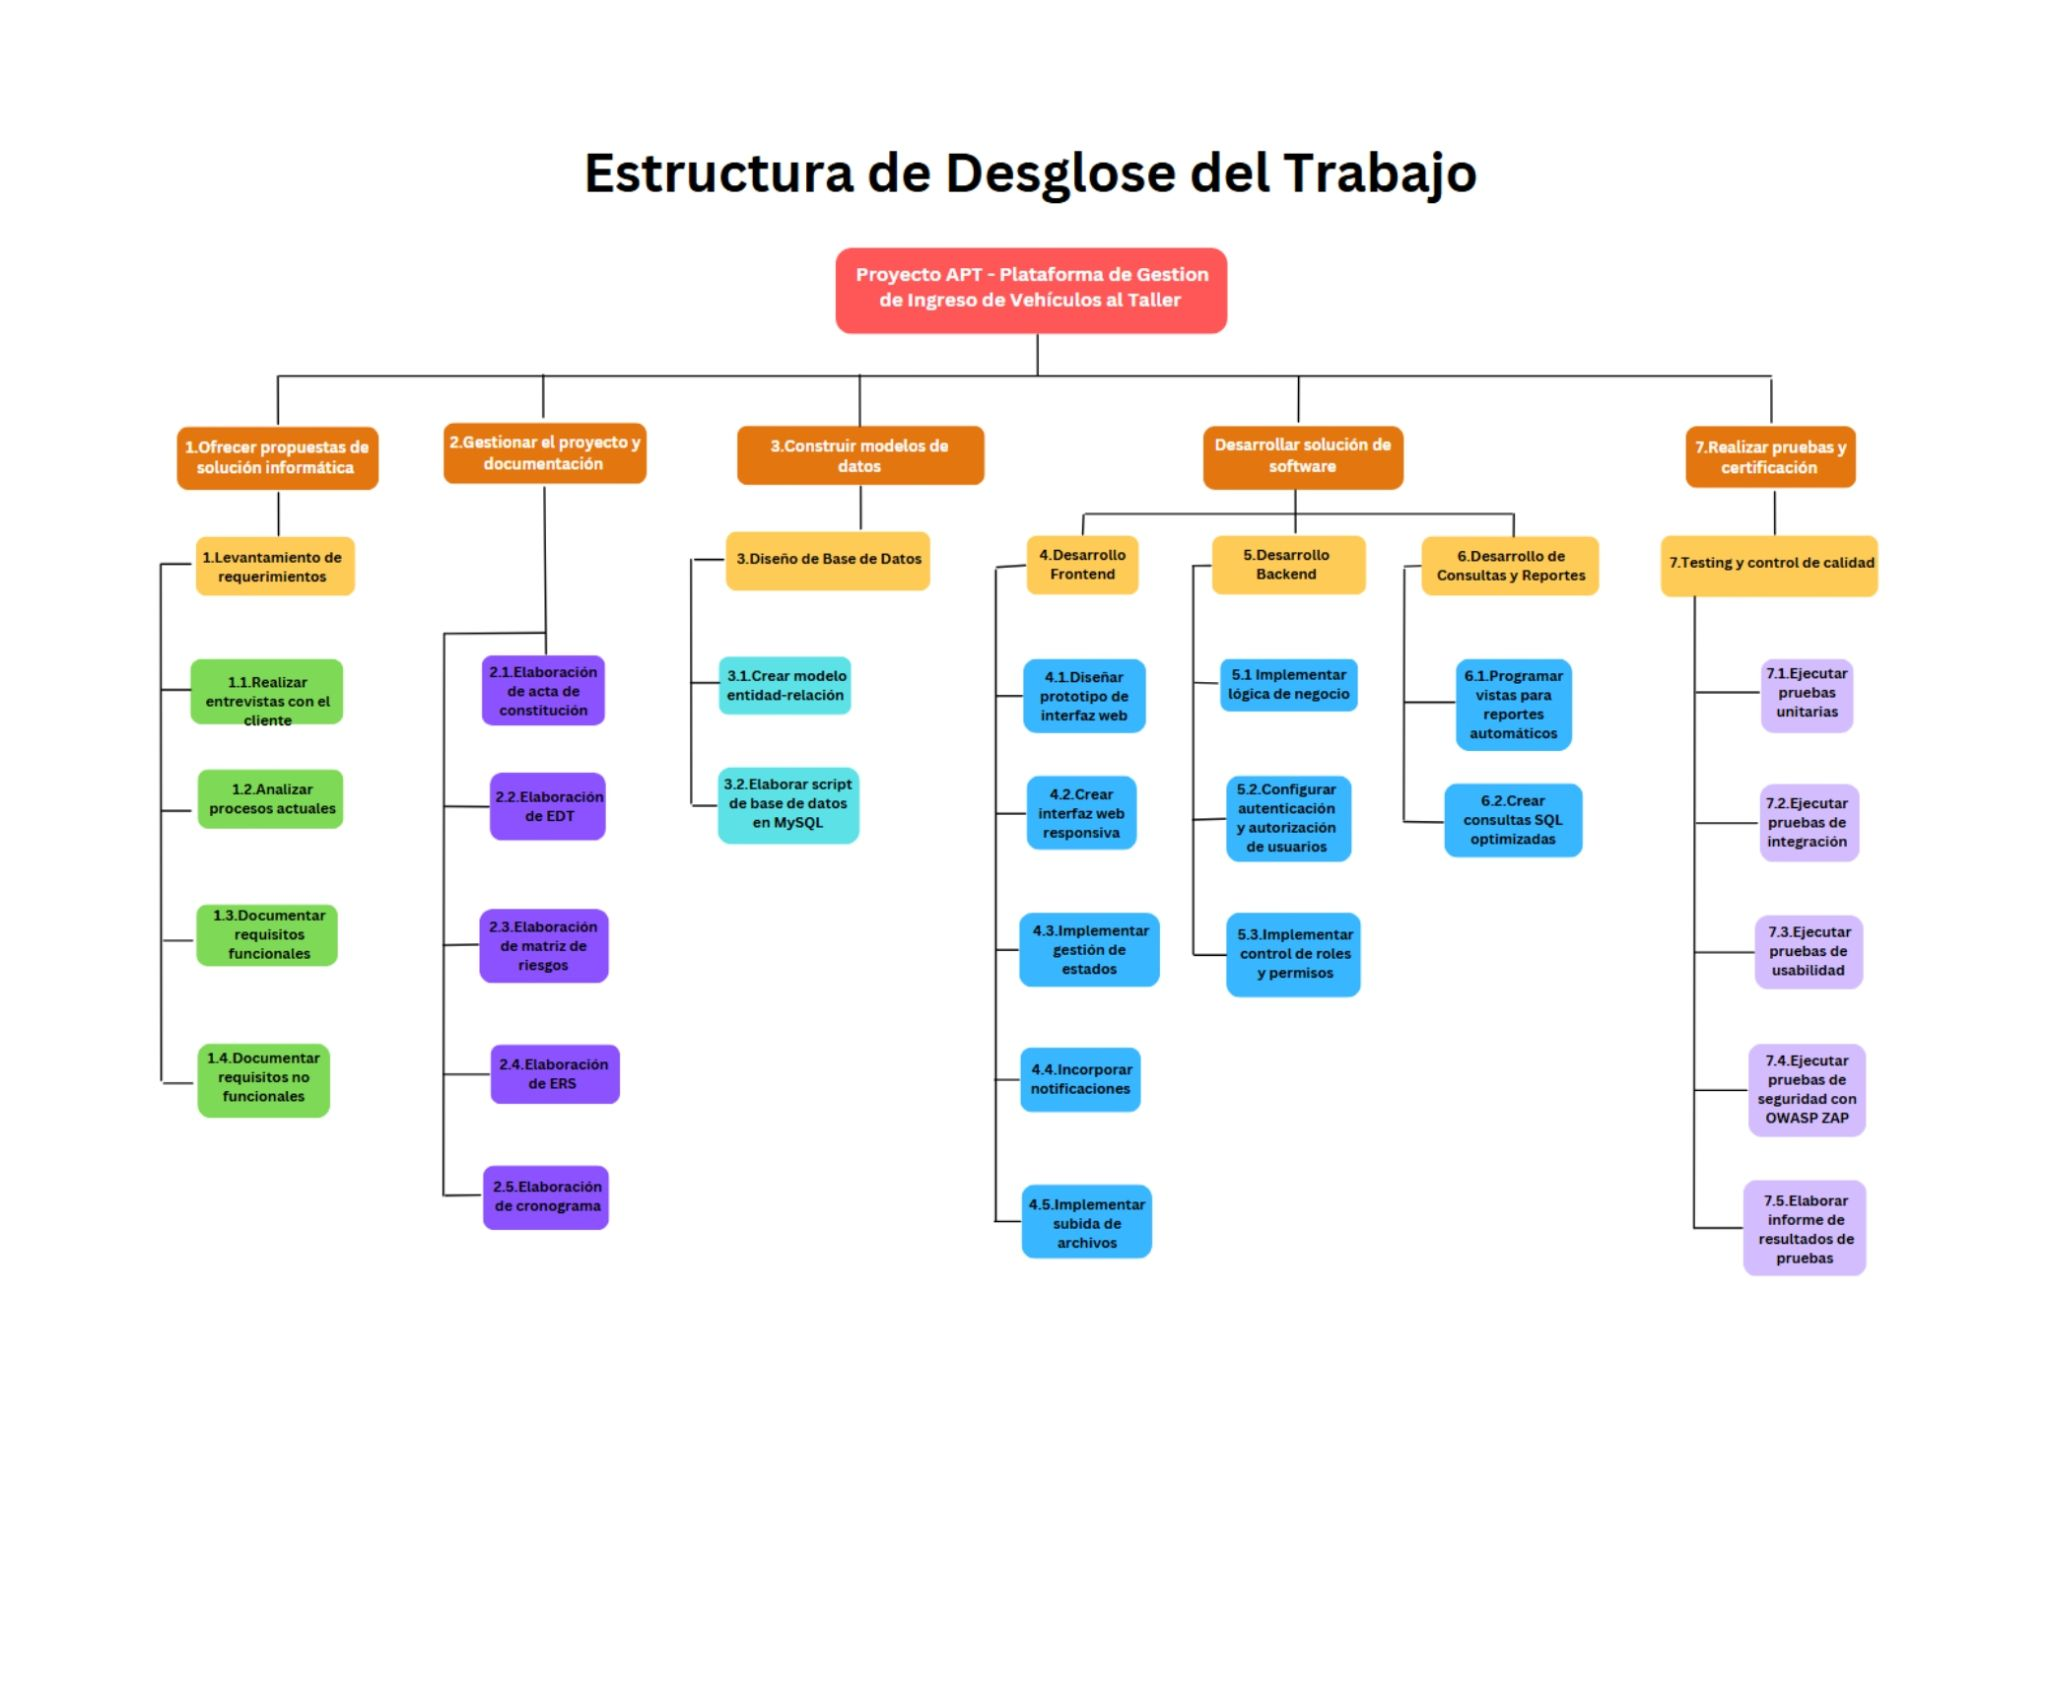 Estructura de Desglose del Trabajo
Proyecto APT - Plataforma de Gestion
de Ingreso de Vehículos al Taller
1.Ofrecer propuestas de
solución informática
2.Gestionar el proyecto y
documentación
3.Construir modelos de
datos
Desarrollar solución de
software
7.Realizar pruebas y
certificación
1.Levantamiento de
requerimientos
3.Diseño de Base de Datos
4.Desarrollo
Frontend
5.Desarrollo
Backend
6.Desarrollo de
Consultas y Reportes
7.Testing y control de calidad
1.1.Realizar
entrevistas con el
cliente
1.2.Analizar
procesos actuales
1.3.Documentar
requisitos
funcionales
1.4.Documentar
requisitos no
funcionales
2.1.Elaboración
de acta de
constitución
2.2.Elaboración
de EDT
2.3.Elaboración
de matriz de
riesgos
2.4.Elaboración
de ERS
2.5.Elaboración
de cronograma
3.1.Crear modelo
entidad-relación
3.2.Elaborar script
de base de datos
en MySQL
4.1.Diseñar
prototipo de
interfaz web
4.2.Crear
interfaz web
responsiva
4.3.Implementar
gestión de
estados
4.4.Incorporar
notificaciones
4.5.Implementar
subida de
archivos
5.1 Implementar
lógica de negocio
5.2.Configurar
autenticación
y autorización
de usuarios
5.3.Implementar
control de roles
y permisos
6.1.Programar
vistas para
reportes
automáticos
6.2.Crear
consultas SQL
optimizadas
7.1.Ejecutar
pruebas
unitarias
7.2.Ejecutar
pruebas de
integración
7.3.Ejecutar
pruebas de
usabilidad
7.4.Ejecutar
pruebas de
seguridad con
OWASP ZAP
7.5.Elaborar
informe de
resultados de
pruebas